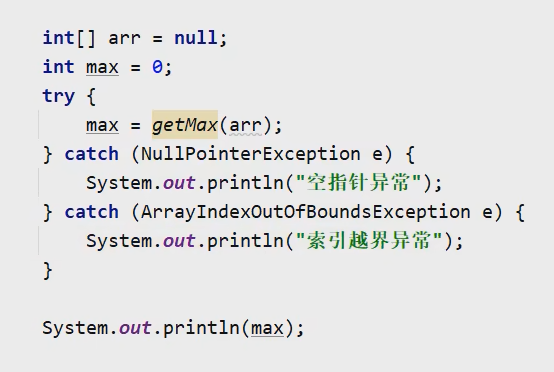 int[] arr = null;
int max = 0;
try {
    max = getMax(arr);
} catch (NullPointerException e) {
    System.out.println("空指针异常");
} catch (ArrayIndexOutOfBoundsException e) {
    System.out.println("索引越界异常");
}
System.out.println(max);